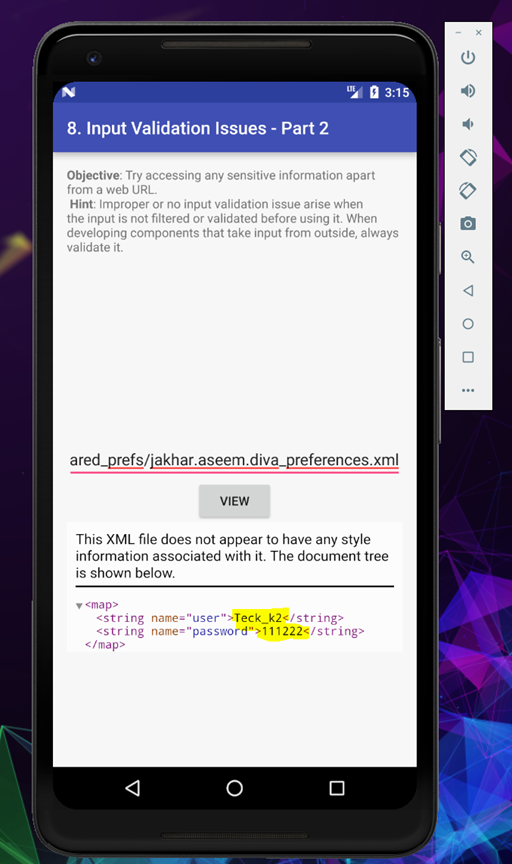 LTE 3:15
8. Input Validation Issues - Part 2
Objective: Try accessing any sensitive information apart
from a web URL.
Hint: Improper or no input validation issue arise when
the input is not filtered or validated before using it. When
developing components that take input from outside, always
validate it.
ared_prefs/jakhar.aseem.diva_preferences.xml
VIEW
This XML file does not appear to have any style
information associated with it. The document tree
is shown below.
<map>
<string name="user">Teck_k2</string>
<string name="password">111222</string>
</map>